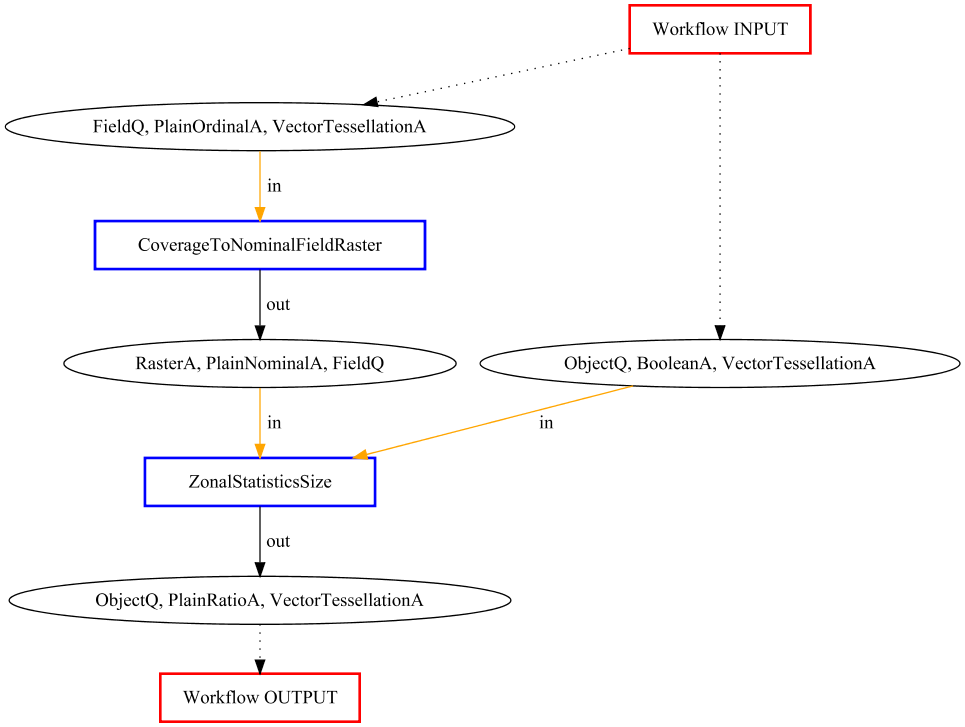 Workflow INPUT
FieldQ, PlainOrdinalA, VectorTessellationA
in
CoverageToNominalFieldRaster
out
RasterA, PlainNominalA, FieldQ
ObjectQ, BooleanA, VectorTessellationA
in
in
ZonalStatisticsSize
out
ObjectQ, PlainRatioA, VectorTessellationA
Workflow OUTPUT